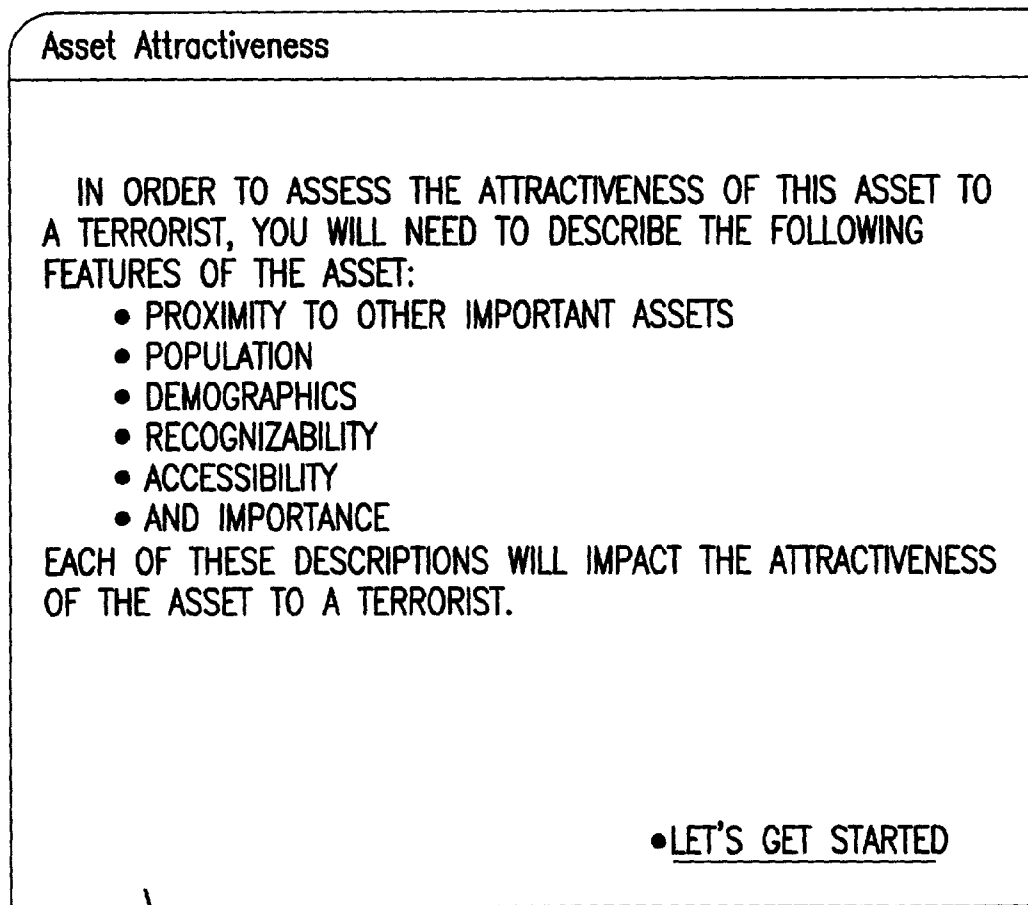 Asset Attractiveness
IN ORDER TO ASSESS THE ATTRACTIVENESS OF THIS ASSET TO
A TERRORIST, YOU WILL NEED TO DESCRIBE THE FOLLOWING
FEATURES OF THE ASSET:
• PROXIMITY TO OTHER IMPORTANT ASSETS
• POPULATION
• DEMOGRAPHICS
• RECOGNIZABILITY
• ACCESSIBILITY
• AND IMPORTANCE
EACH OF THESE DESCRIPTIONS WILL IMPACT THE ATTRACTIVENESS
OF THE ASSET TO A TERRORIST.
•LET'S GET STARTED